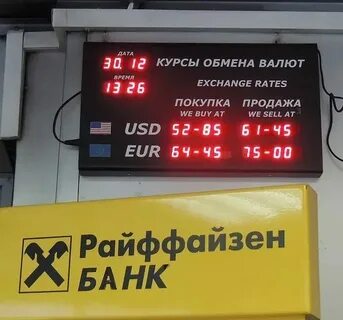 ДАТА
30.12
КУРСЫ ОБМЕНА ВАЛЮТ
ВРЕМЯ
13 26
EXCHANGE RATES
ПОКУПКА ПРОДАЖА
WE BUY AT WE SELL AT
USD 52-85 61-45
EUR 64-45 75-00
Райффайзен
БАНК